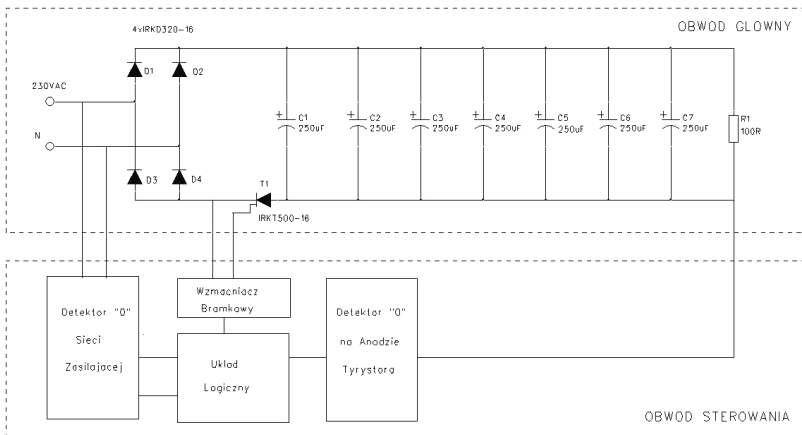 OBWOD GLOWNY
4xIRKD320-16
D1
D2
230VAC
N
+ C1
250uF
+ C2
250uF
+ C3
250uF
+ C4
250uF
+ C5
250uF
+ C6
250uF
+ C7
250uF
R1
100R
D3
D4
T1
IRKT500-16
Detektor "0"
Sieci
Zasilajacej
Wzmacniacz
Bramkowy
Uklad
Logiczny
Detektor "0"
na Anodzie
Tyrystora
OBWOD STEROWANIA